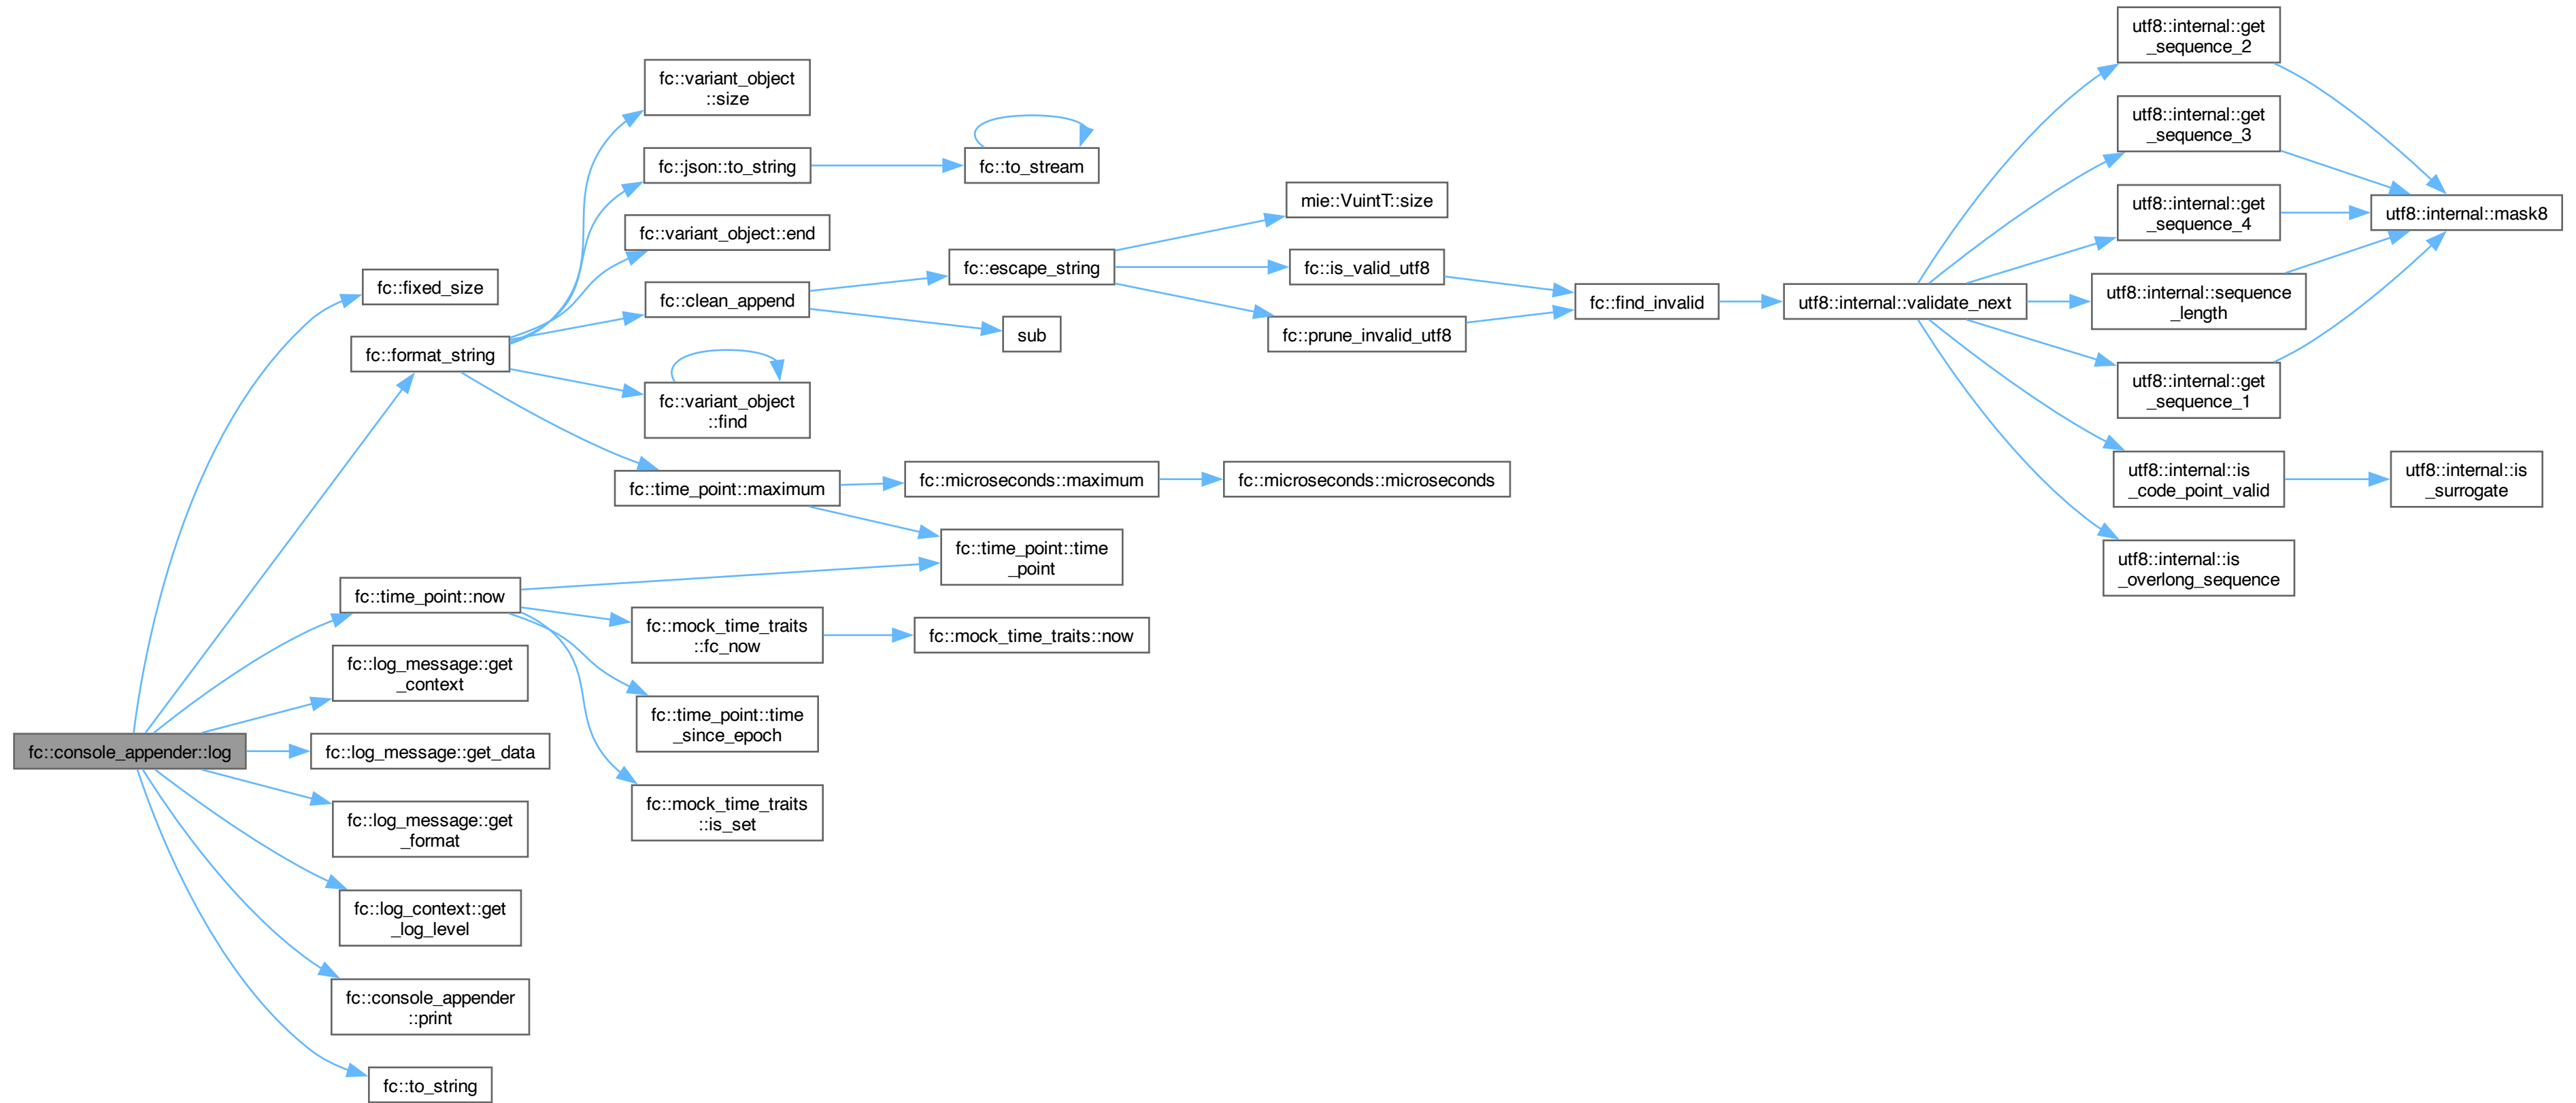 fc::console_appender::log
fc::fixed_size
fc::format_string
fc::time_point::now
fc::log_message::get
_context
fc::log_message::get_data
fc::log_message::get
_format
fc::log_context::get
_log_level
fc::console_appender
::print
fc::to_string
fc::variant_object
::size
fc::json::to_string
fc::variant_object::end
fc::clean_append
fc::variant_object
::find
fc::time_point::maximum
fc::mock_time_traits
::fc_now
fc::time_point::time
_since_epoch
fc::mock_time_traits
::is_set
fc::to_stream
fc::escape_string
sub
fc::microseconds::maximum
fc::time_point::time
_point
fc::mock_time_traits::now
mie::VuintT::size
fc::is_valid_utf8
fc::prune_invalid_utf8
fc::microseconds::microseconds
fc::find_invalid
utf8::internal::validate_next
utf8::internal::get
_sequence_2
utf8::internal::get
_sequence_3
utf8::internal::get
_sequence_4
utf8::internal::sequence
_length
utf8::internal::get
_sequence_1
utf8::internal::is
_code_point_valid
utf8::internal::is
_overlong_sequence
utf8::internal::mask8
utf8::internal::is
_surrogate